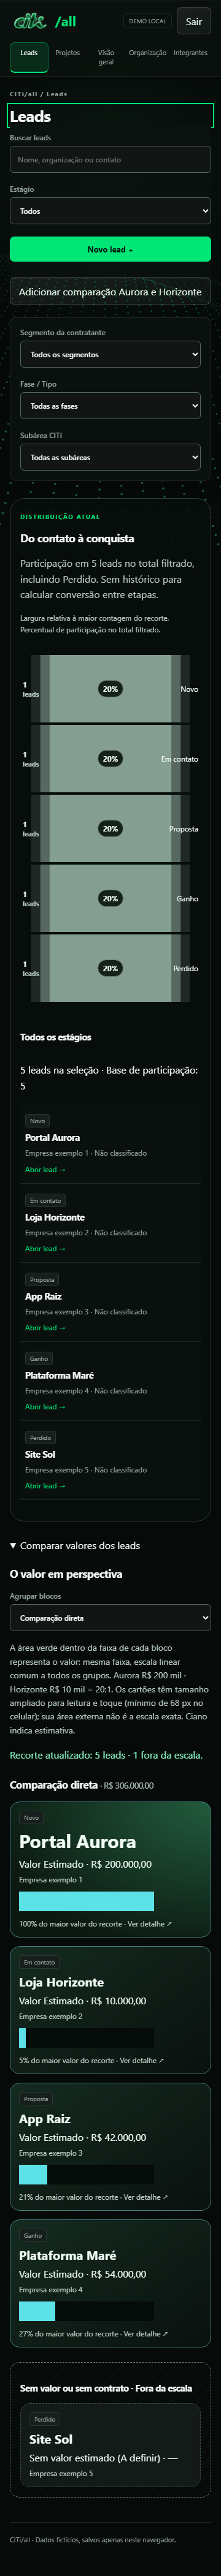 citi /all
DEMO LOCAL
Sair
Leads
Projetos
Visão
geral
Organização
Integrantes
CITi/all / Leads
Leads
Buscar leads
Nome, organização ou contato
Estágio
Todos
Novo lead +
Adicionar comparação Aurora e Horizonte
Segmento da contratante
Todos os segmentos
Fase / Tipo
Todas as fases
Subárea CITi
Todas as subáreas
DISTRIBUIÇÃO ATUAL
Do contato à conquista
Participação em 5 leads no total filtrado,
incluindo Perdido. Sem histórico para
calcular conversão entre etapas.
Largura relativa à maior contagem do recorte.
Percentual de participação no total filtrado.
1
leads
20%
Novo
1
leads
20%
Em contato
1
leads
20%
Proposta
1
leads
20%
Ganho
1
leads
20%
Perdido
Todos os estágios
5 leads na seleção · Base de participação:
5
Novo
Portal Aurora
Empresa exemplo 1 · Não classificado
Abrir lead →
Em contato
Loja Horizonte
Empresa exemplo 2 · Não classificado
Abrir lead →
Proposta
App Raiz
Empresa exemplo 3 · Não classificado
Abrir lead →
Ganho
Plataforma Maré
Empresa exemplo 4 · Não classificado
Abrir lead →
Perdido
Site Sol
Empresa exemplo 5 · Não classificado
Abrir lead →
▼ Comparar valores dos leads
O valor em perspectiva
Agrupar blocos
Comparação direta
A área verde dentro da faixa de cada bloco
representa o valor: mesma faixa, escala linear
comum a todos os grupos. Aurora R$ 200 mil ·
Horizonte R$ 10 mil = 20:1. Os cartões têm tamanho
ampliado para leitura e toque (mínimo de 68 px no
celular); sua área externa não é a escala exata. Ciano
indica estimativa.
Recorte atualizado: 5 leads · 1 fora da escala.
Comparação direta · R$ 306.000,00
Novo
Portal Aurora
Valor Estimado · R$ 200.000,00
Empresa exemplo 1
100% do maior valor do recorte · Ver detalhe ↗
Em contato
Loja Horizonte
Valor Estimado · R$ 10.000,00
Empresa exemplo 2
5% do maior valor do recorte · Ver detalhe ↗
Proposta
App Raiz
Valor Estimado · R$ 42.000,00
Empresa exemplo 3
21% do maior valor do recorte · Ver detalhe ↗
Ganho
Plataforma Maré
Valor Estimado · R$ 54.000,00
Empresa exemplo 4
27% do maior valor do recorte · Ver detalhe ↗
Sem valor ou sem contrato · Fora da escala
Perdido
Site Sol
Sem valor estimado (A definir) · —
Empresa exemplo 5
CITi/all · Dados fictícios, salvos apenas neste navegador.